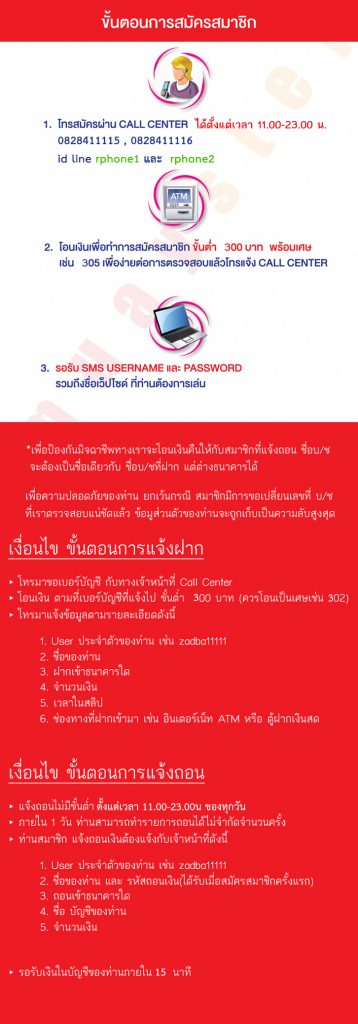 ขั้นตอนการสมัครสมาชิก
ATM
1. โทรสมัครผ่าน CALL CENTER ได้ตั้งแต่เวลา 11.00-23.00 น.
0828411115 , 0828411116
id line rphone1 และ rphone2
2. โอนเงินเพื่อทำการสมัครสมาชิก ขั้นต่ำ 300 บาท พร้อมเศษ
เช่น 305 เพื่อง่ายต่อการตรวจสอบแล้วโทรแจ้ง CALL CENTER
3. รอรับ SMS USERNAME และ PASSWORD
รวมถึงชื่อเว็ปไซด์ ที่ท่านต้องการเล่น
*เพื่อป้องกันมิจฉาชีพทางเราจะโอนเงินคืนให้กับสมาชิกที่แจ้งถอน ชื่อบ/ช
จะต้องเป็นชื่อเดียวกับ ชื่อบ/ชที่ฝาก แต่ต่างธนาคารได้
เพื่อความปลอดภัยของท่าน ยกเว้นกรณี สมาชิกมีการขอเปลี่ยนเลขที่ บ/ช
ที่เราตรวจสอบแน่ชัดแล้ว ข้อมูส่วนตัวของท่านจะถูกเก็บเป็นความลับสูงสุด
เงื่อนไข ขั้นตอนการแจ้งฝาก
▸ โทรมาขอเบอร์บัญชี กับทางเจ้าหน้าที่ Call Center
▸ โอนเงิน ตามที่เบอร์บัญชีที่แจ้งไป ขั้นต่ำ 300 บาท (ควรโอนเป็นเศษเช่น 302)
▸ โทรมาแจ้งข้อมูลตามรายละเอียดดังนี้
1. User ประจำตัวของท่าน เช่น zadba11111
2. ชื่อของท่าน
3. ฝากเข้าธนาคารใด
4. จำนวนเงิน
5. เวลาในสลิป
6. ช่องทางที่ฝากเข้ามา เช่น อินเตอร์เน็ท ATM หรือ ตู้ฝากเงินสด
เงื่อนไข ขั้นตอนการแจ้งถอน
▸ แจ้งถอนไม่มีขั้นต่ำ ตั้งแต่เวลา 11.00-23.00น ของทุกวัน
▸ ภายใน 1 วัน ท่านสามารถทำรายการถอนได้ไม่จำกัดจำนวนครั้ง
▸ ท่านสมาชิก แจ้งถอนเงินต้องแจ้งกับเจ้าหน้าที่ดังนี้
1. User ประจำตัวของท่าน เช่น zadba11111
2. ชื่อของท่าน และ รหัสถอนเงิน(ได้รับเมื่อสมัครสมาชิกครั้งแรก)
3. ถอนเข้าธนาคารใด
4. ชื่อ บัญชีของท่าน
5. จำนวนเงิน
▸ รอรับเงินในบัญชีของท่านภายใน 15 นาที